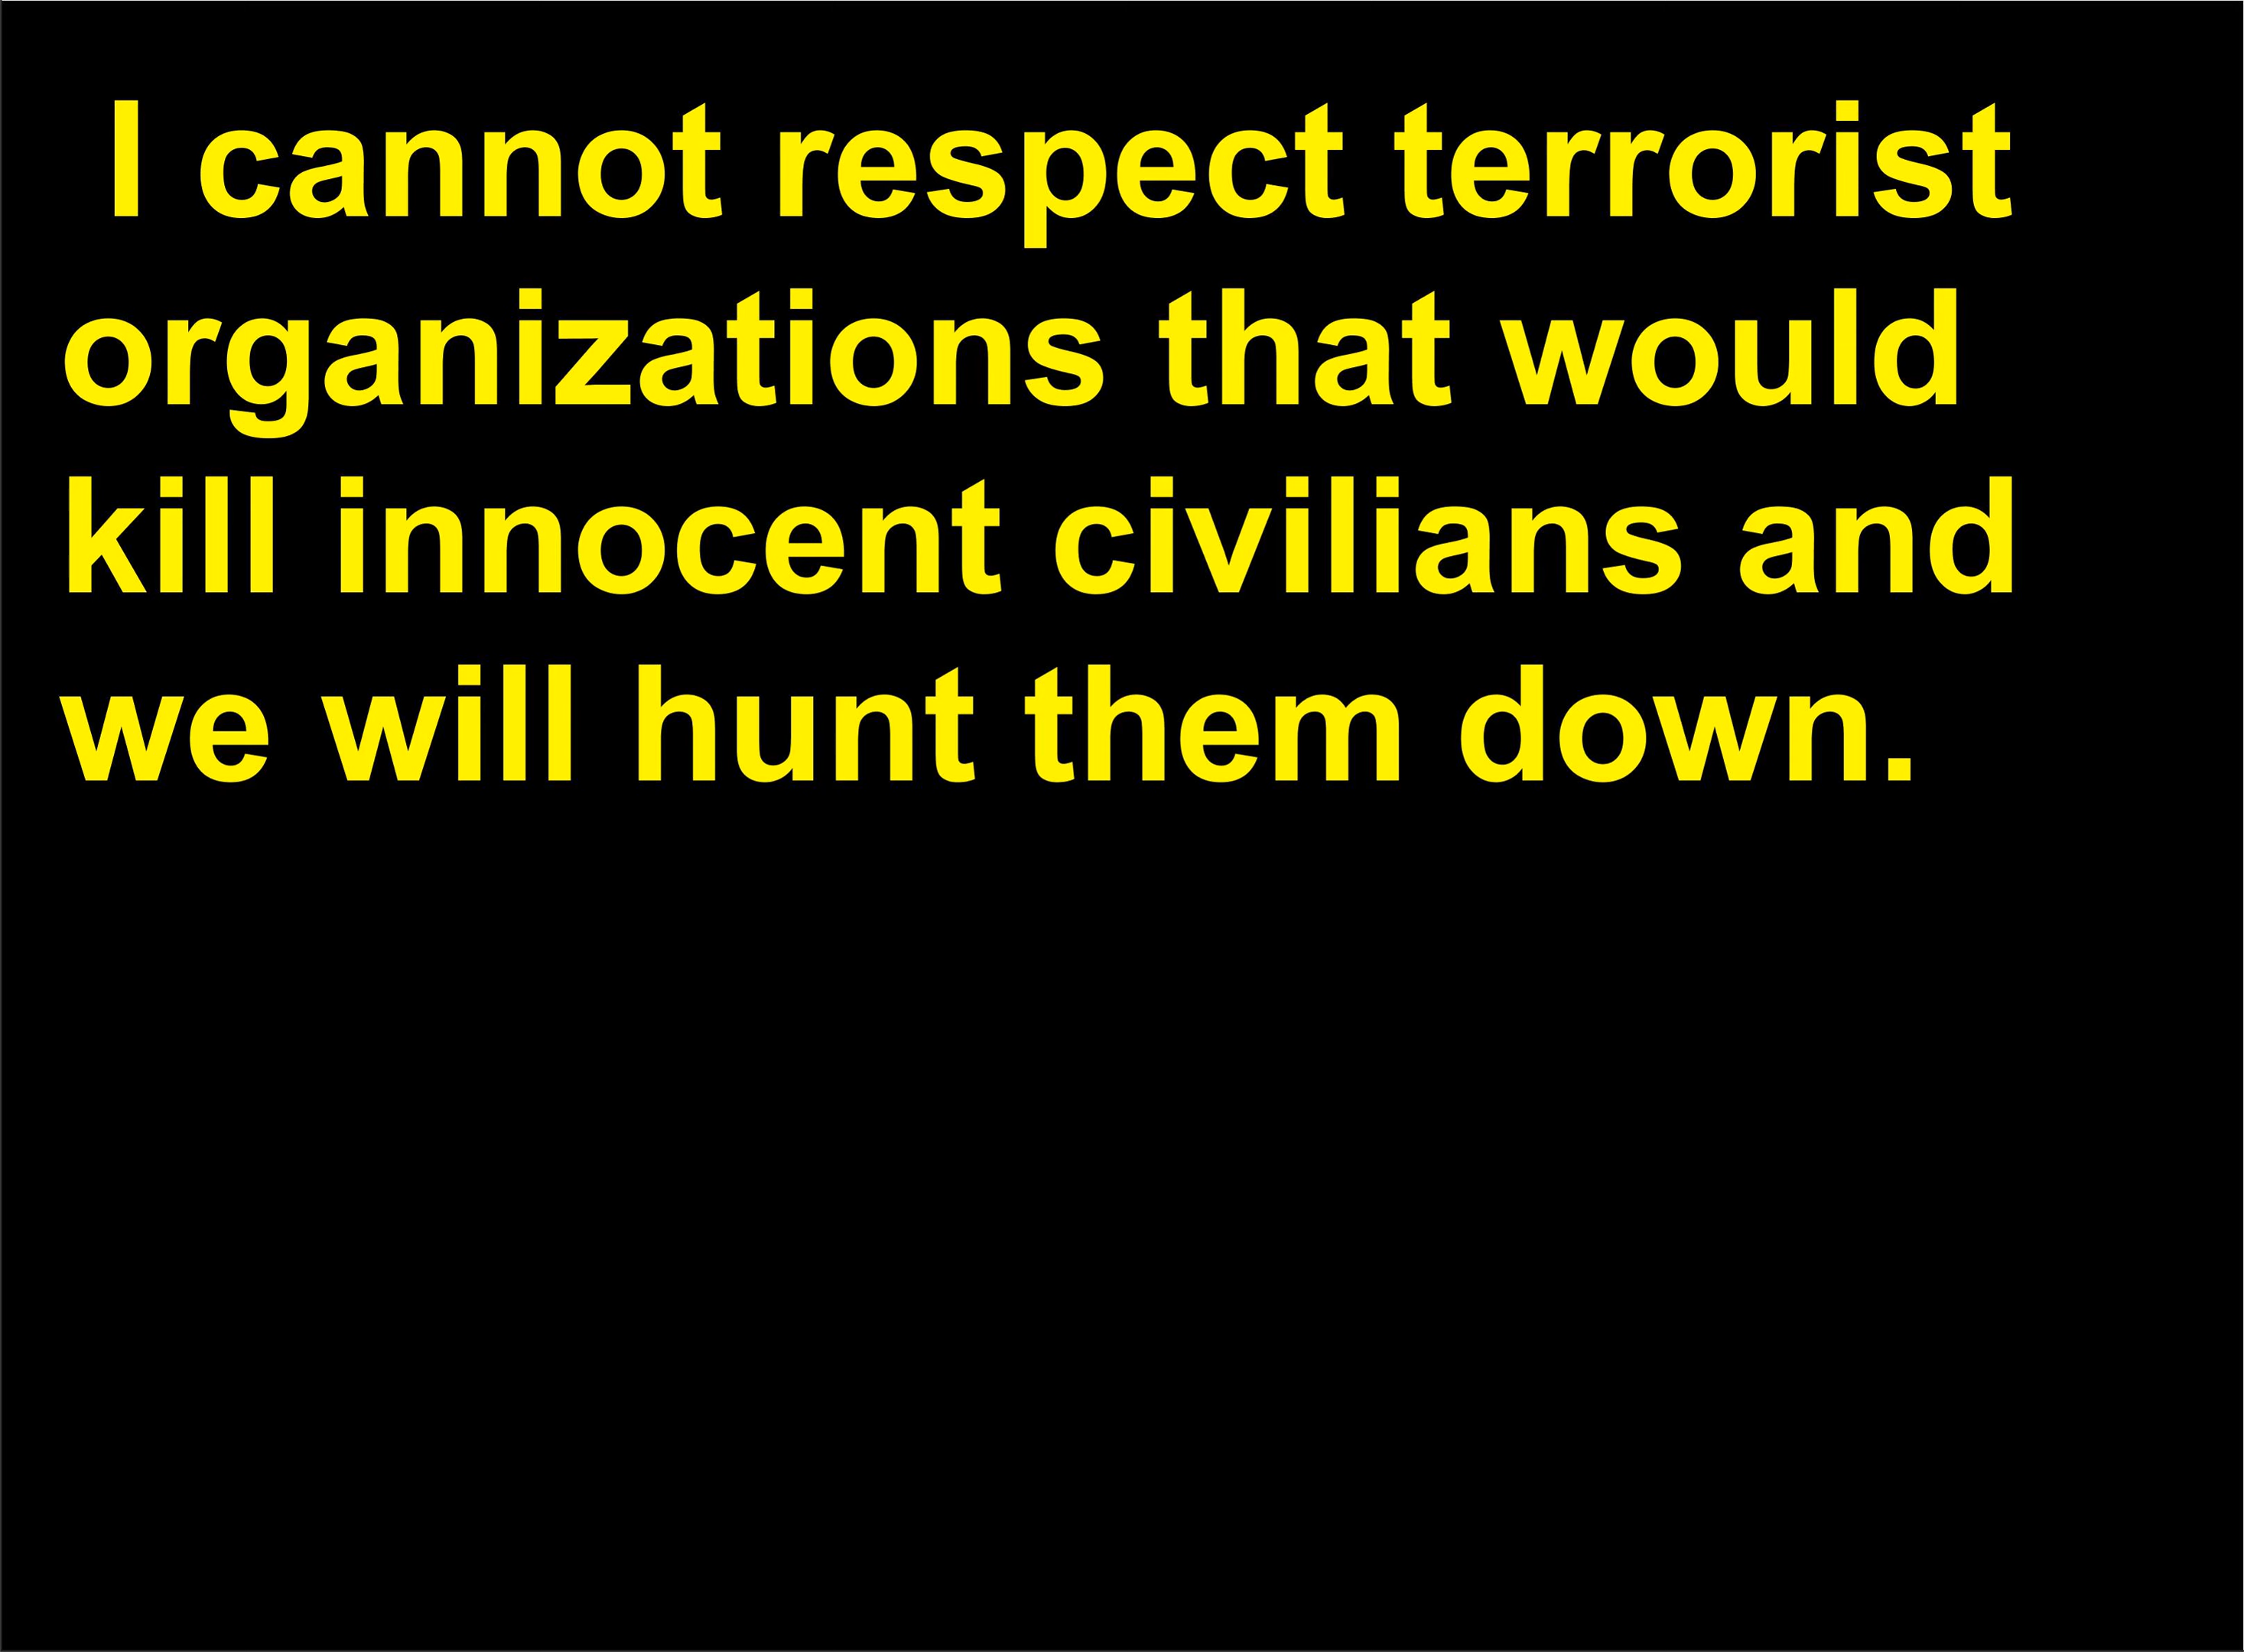 I cannot respect terrorist
organizations that would
kill innocent civilians and
we will hunt them down.